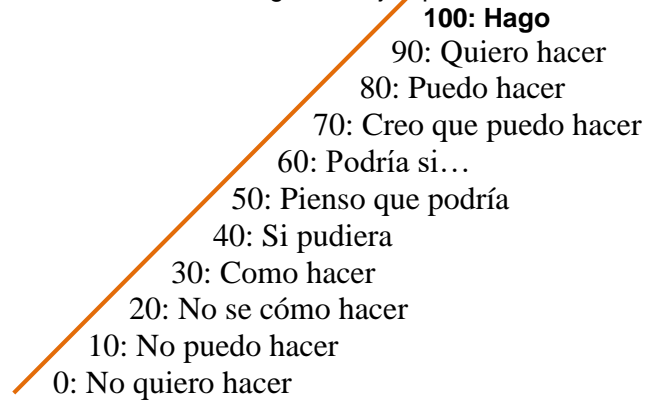 100: Hago
90: Quiero hacer
80: Puedo hacer
70: Creo que puedo hacer
60: Podría si…
50: Pienso que podría
40: Si pudiera
30: Como hacer
20: No se cómo hacer
10: No puedo hacer
0: No quiero hacer